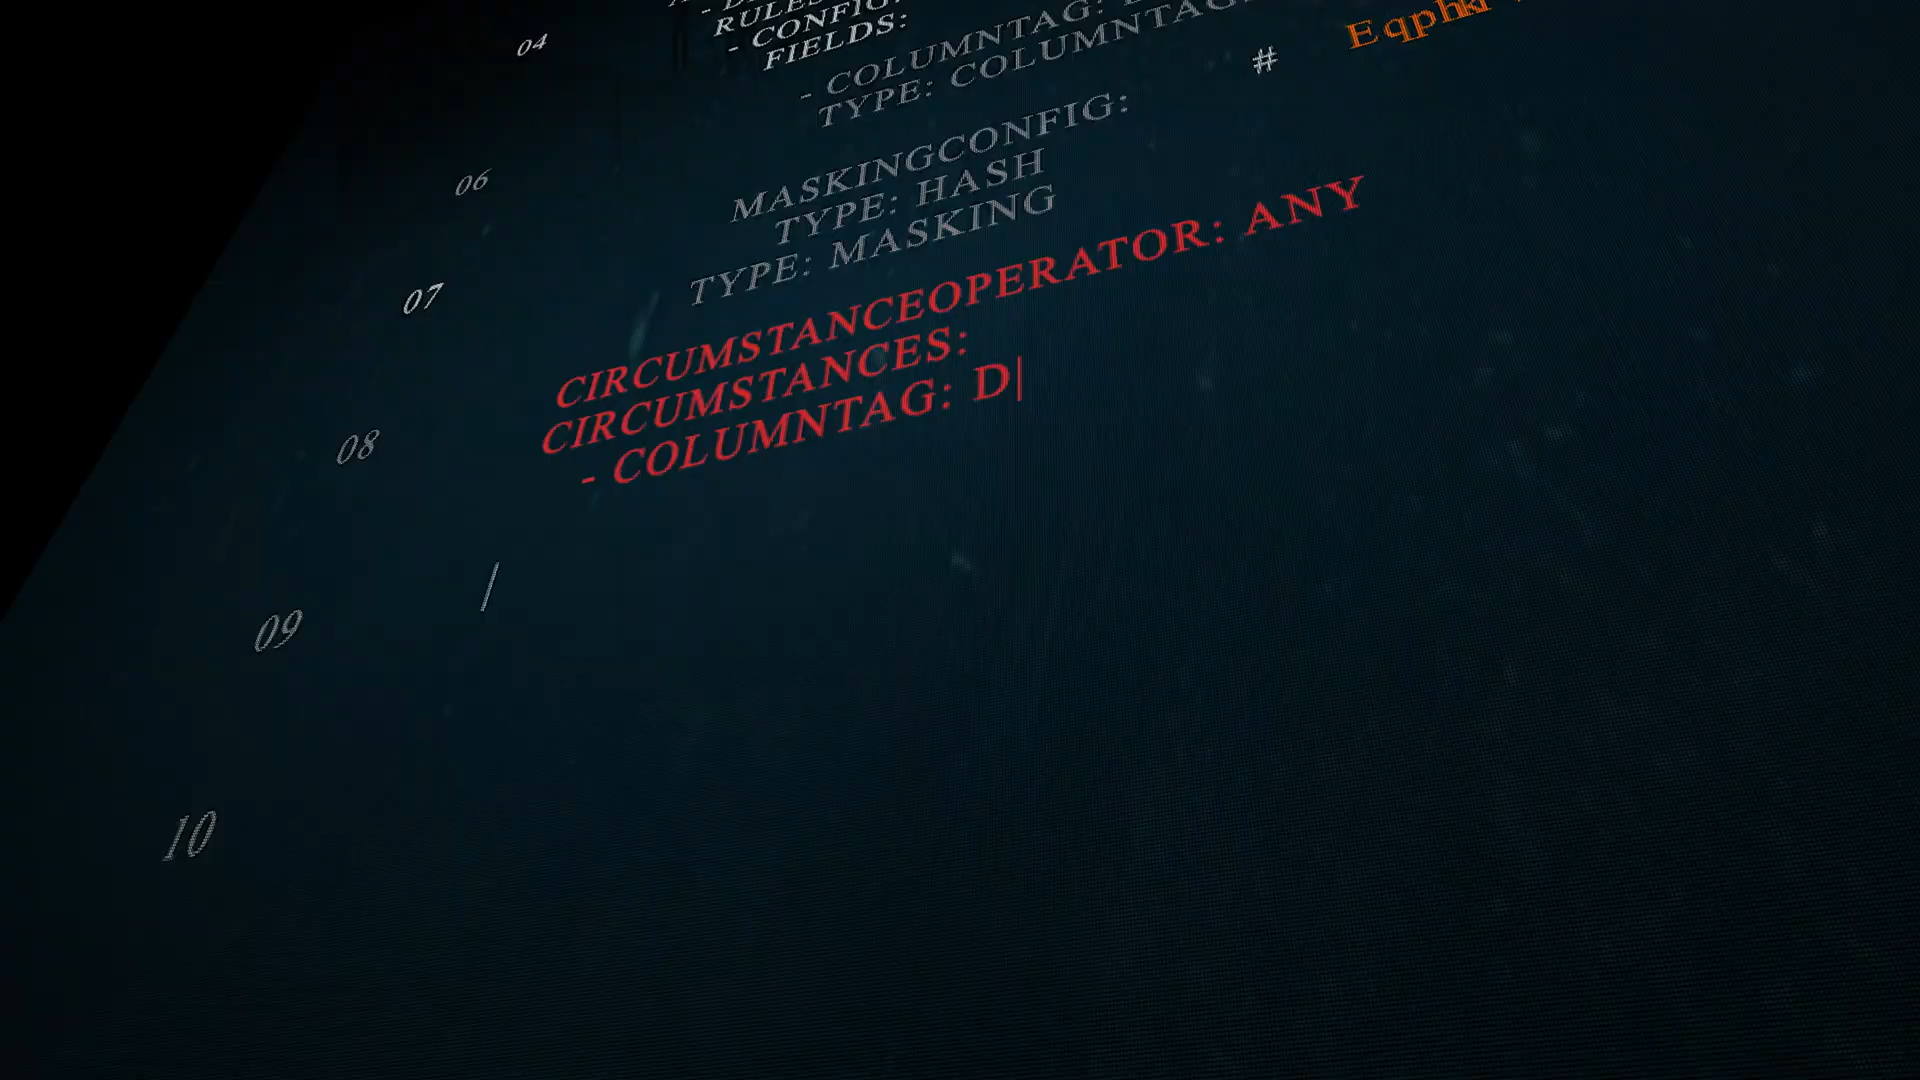 04
RULES
- CONFIG:
FIELDS:
- COLUMNTAG:
TYPE: COLUMNTAG
#
06
MASKINGCONFIG:
TYPE: HASH
07
TYPE: MASKING
CIRCUMSTANCEOPERATOR: ANY
08
CIRCUMSTANCES:
- COLUMNTAG: D|
09
/
10